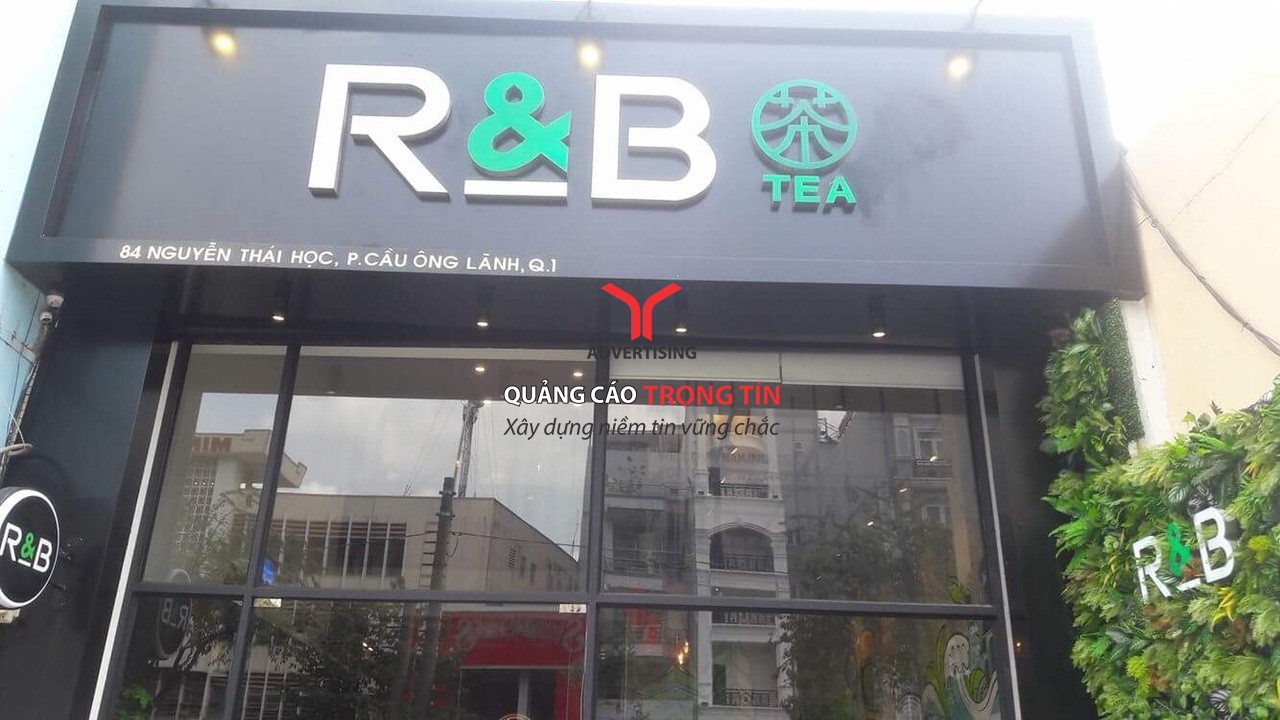 R&B
茶
TEA
84 NGUYỄN THÁI HỌC, P.CẦU ÔNG LÃNH, Q.1
ADVERTISING
QUẢNG CÁO TRỌNG TÍN
Xây dựng niềm tin vững chắc
R&B
R&B